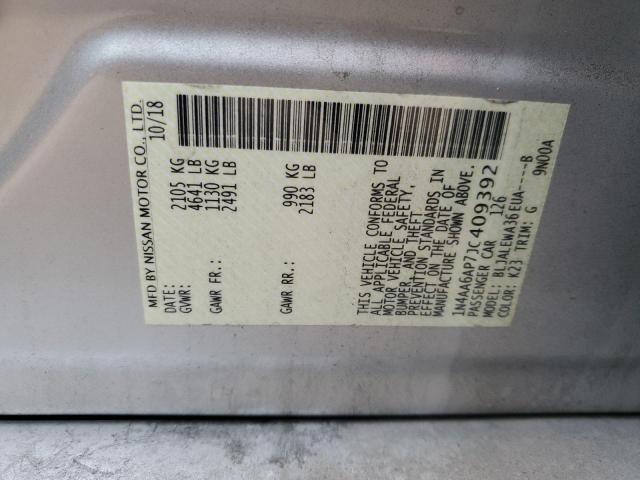 MFD BY NISSAN MOTOR CO., LTD.
DATE: 10/18
GVWR: 2105 KG
4641 LB
GAWR FR: 1130 KG
2491 LB
GAWR RR: 990 KG
2183 LB
THIS VEHICLE CONFORMS TO
ALL APPLICABLE FEDERAL
MOTOR VEHICLE SAFETY,
BUMPER, AND THEFT
PREVENTION STANDARDS IN
EFFECT ON THE DATE OF
MANUFACTURE SHOWN ABOVE.
1N4AA6AP7JC409392
PASSENGER CAR 126
MODEL: BLJALEWA36EUA----B
COLOR: K23 TRIM: G 9N00A